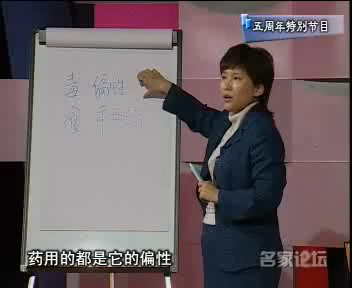 五周年特别节目
毒 偏性
药用的都是它的偏性
名家论坛